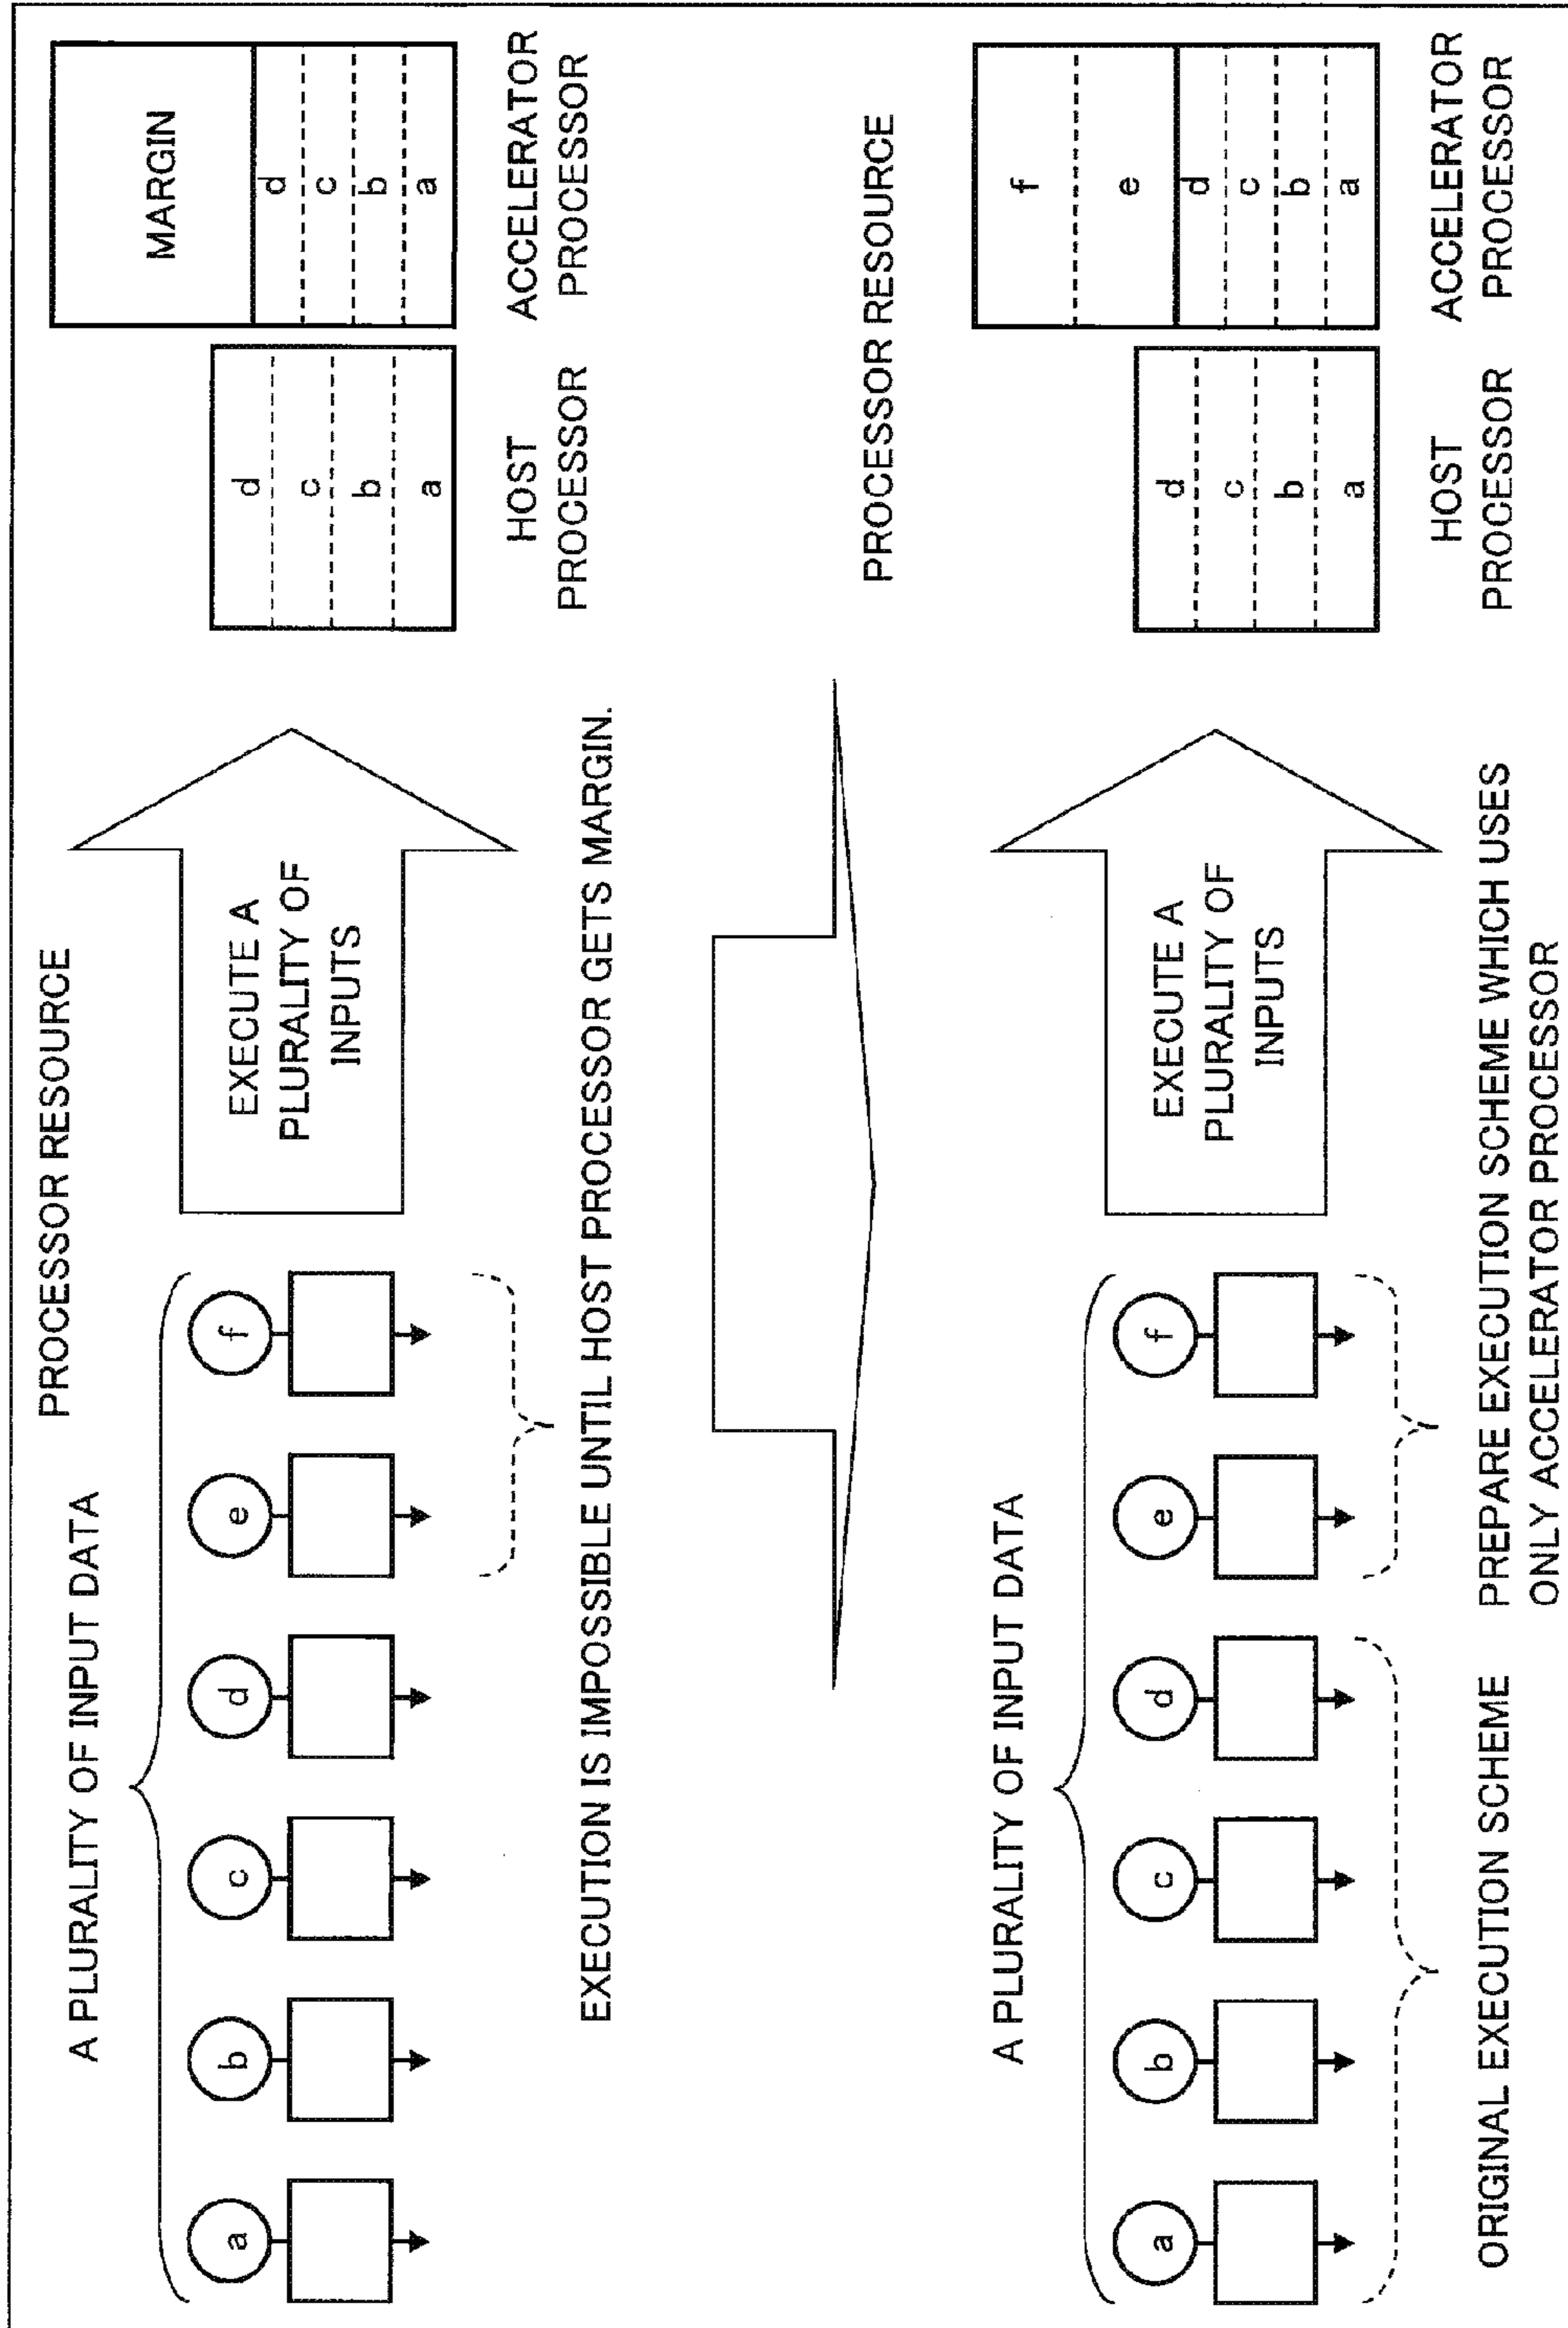 A PLURALITY OF INPUT DATA
PROCESSOR RESOURCE
a b c d e f
EXECUTE A
PLURALITY OF
INPUTS
EXECUTION IS IMPOSSIBLE UNTIL HOST PROCESSOR GETS MARGIN.
d
c
b
a
HOST
PROCESSOR
MARGIN
d
c
b
a
ACCELERATOR
PROCESSOR
A PLURALITY OF INPUT DATA
PROCESSOR RESOURCE
a b c d e f
EXECUTE A
PLURALITY OF
INPUTS
ORIGINAL EXECUTION SCHEME
PREPARE EXECUTION SCHEME WHICH USES
ONLY ACCELERATOR PROCESSOR
d
c
b
a
HOST
PROCESSOR
f
e
d
c
b
a
ACCELERATOR
PROCESSOR